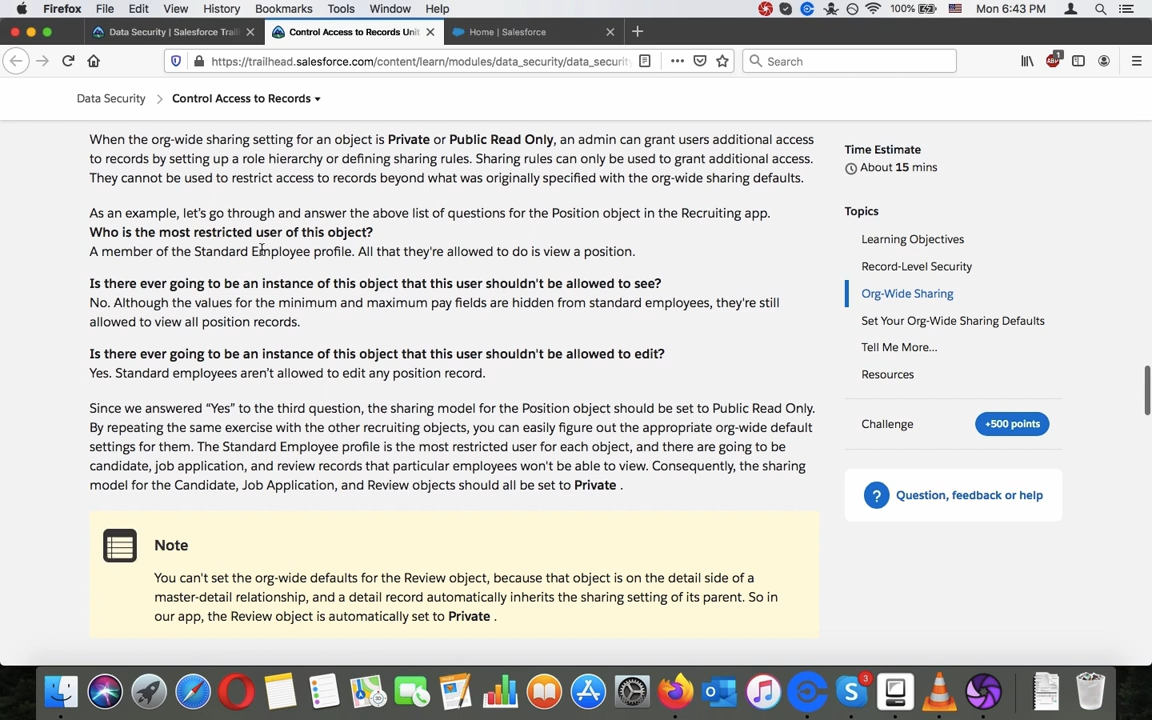 Firefox File Edit View History Bookmarks Tools Window Help 100% Mon 6:43 PM
Data Security | Salesforce Trail
Control Access to Records Unit
Home | Salesforce
https://trailhead.salesforce.com/content/learn/modules/data_security/data_securit
Search
Data Security > Control Access to Records
When the org-wide sharing setting for an object is Private or Public Read Only, an admin can grant users additional access
to records by setting up a role hierarchy or defining sharing rules. Sharing rules can only be used to grant additional access.
They cannot be used to restrict access to records beyond what was originally specified with the org-wide sharing defaults.
As an example, let's go through and answer the above list of questions for the Position object in the Recruiting app.
Who is the most restricted user of this object?
A member of the Standard Employee profile. All that they're allowed to do is view a position.
Is there ever going to be an instance of this object that this user shouldn't be allowed to see?
No. Although the values for the minimum and maximum pay fields are hidden from standard employees, they're still
allowed to view all position records.
Is there ever going to be an instance of this object that this user shouldn't be allowed to edit?
Yes. Standard employees aren't allowed to edit any position record.
Since we answered “Yes” to the third question, the sharing model for the Position object should be set to Public Read Only.
By repeating the same exercise with the other recruiting objects, you can easily figure out the appropriate org-wide default
settings for them. The Standard Employee profile is the most restricted user for each object, and there are going to be
candidate, job application, and review records that particular employees won't be able to view. Consequently, the sharing
model for the Candidate, Job Application, and Review objects should all be set to Private .
Note
You can't set the org-wide defaults for the Review object, because that object is on the detail side of a
master-detail relationship, and a detail record automatically inherits the sharing setting of its parent. So in
our app, the Review object is automatically set to Private .
Time Estimate
About 15 mins
Topics
Learning Objectives
Record-Level Security
Org-Wide Sharing
Set Your Org-Wide Sharing Defaults
Tell Me More...
Resources
Challenge
+500 points
? Question, feedback or help
3